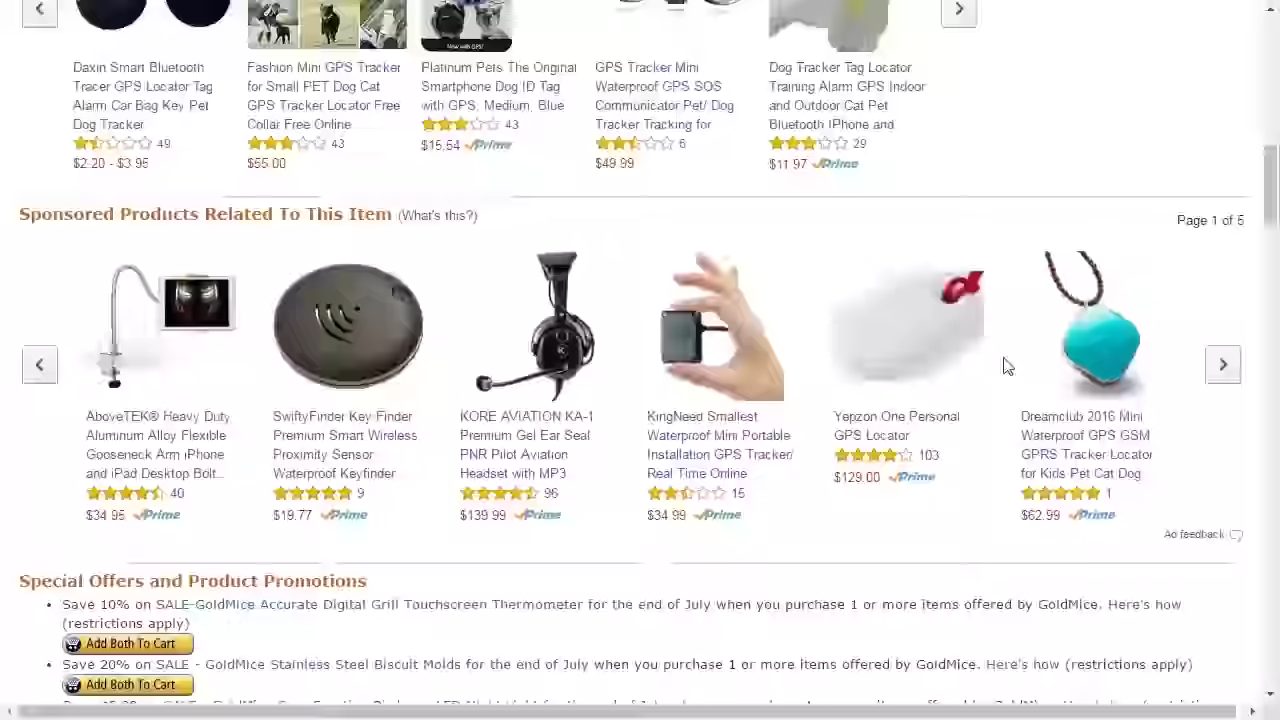 Now with GPS!
Daxin Smart Bluetooth
Tracer GPS Locator Tag
Alarm Car Bag Key Pet
Dog Tracker
49
$2.20 - $3.95
Fashion Mini GPS Tracker
for Small PET Dog Cat
GPS Tracker Locator Free
Collar Free Online
43
$55.00
Platinum Pets The Original
Smartphone Dog ID Tag
with GPS, Medium, Blue
43
$15.54 Prime
GPS Tracker Mini
Waterproof GPS SOS
Communicator Pet/ Dog
Tracker Tracking for
6
$49.99
Dog Tracker Tag Locator
Training Alarm GPS Indoor
and Outdoor Cat Pet
Bluetooth IPhone and
29
$11.97 Prime
Sponsored Products Related To This Item (What's this?)
Page 1 of 5
AboveTEK® Heavy Duty
Aluminum Alloy Flexible
Gooseneck Arm iPhone
and iPad Desktop Bolt...
40
$34.95 Prime
SwiftyFinder Key Finder
Premium Smart Wireless
Proximity Sensor
Waterproof Keyfinder
9
$19.77 Prime
KORE AVIATION KA-1
Premium Gel Ear Seal
PNR Pilot Aviation
Headset with MP3
96
$139.99 Prime
KingNeed Smallest
Waterproof Mini Portable
Installation GPS Tracker/
Real Time Online
15
$34.99 Prime
Yepzon One Personal
GPS Locator
103
$129.00 Prime
Dreamclub 2016 Mini
Waterproof GPS GSM
GPRS Tracker Locator
for Kids Pet Cat Dog
1
$62.99 Prime
Ad feedback
Special Offers and Product Promotions
• Save 10% on SALE-GoldMice Accurate Digital Grill Touchscreen Thermometer for the end of July when you purchase 1 or more items offered by GoldMice. Here's how
(restrictions apply)
Add Both To Cart
• Save 20% on SALE - GoldMice Stainless Steel Biscuit Molds for the end of July when you purchase 1 or more items offered by GoldMice. Here's how (restrictions apply)
Add Both To Cart